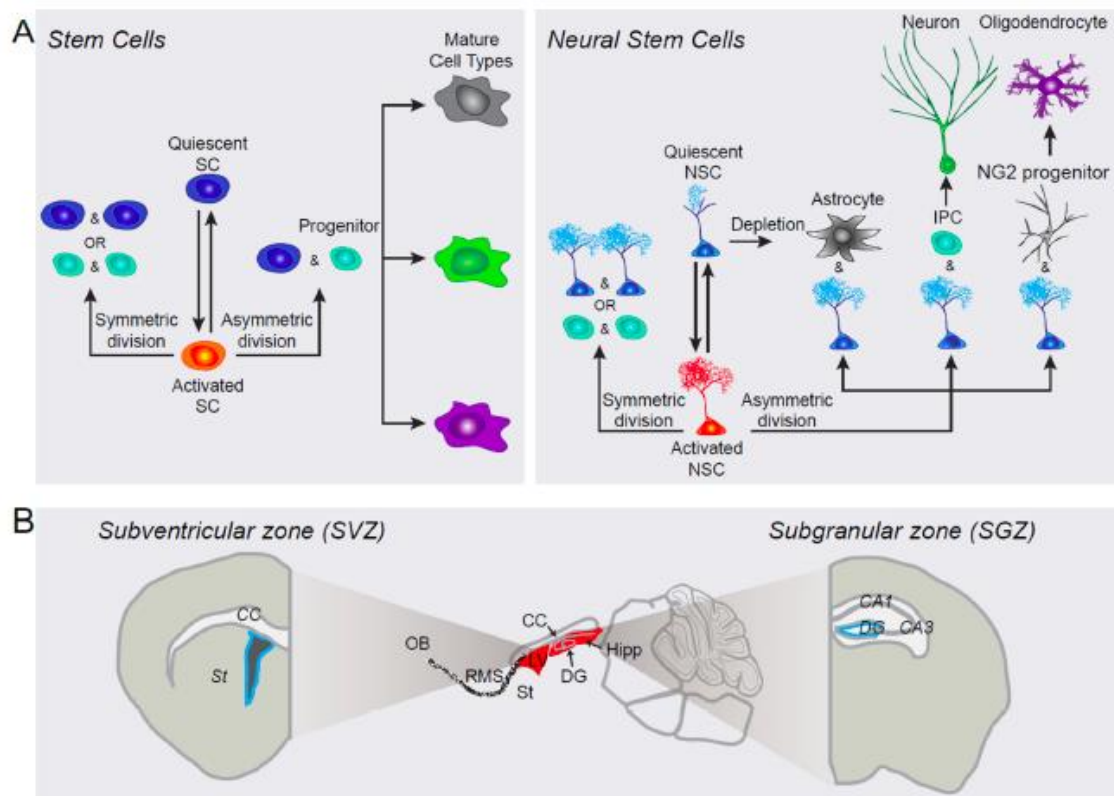 A
Stem Cells
Mature
Cell Types
Quiescent
SC
&
OR
&
Progenitor
&
Symmetric
division
Asymmetric
division
Activated
SC
Neural Stem Cells
Neuron
Oligodendrocyte
Quiescent
NSC
Depletion
Astrocyte
IPC
NG2 progenitor
&
OR
&
&
&
&
Symmetric
division
Asymmetric
division
Activated
NSC
B
Subventricular zone (SVZ)
Subgranular zone (SGZ)
CC
St
OB
RMS
CC
LV
St
DG
Hipp
CA1
DG
CA3